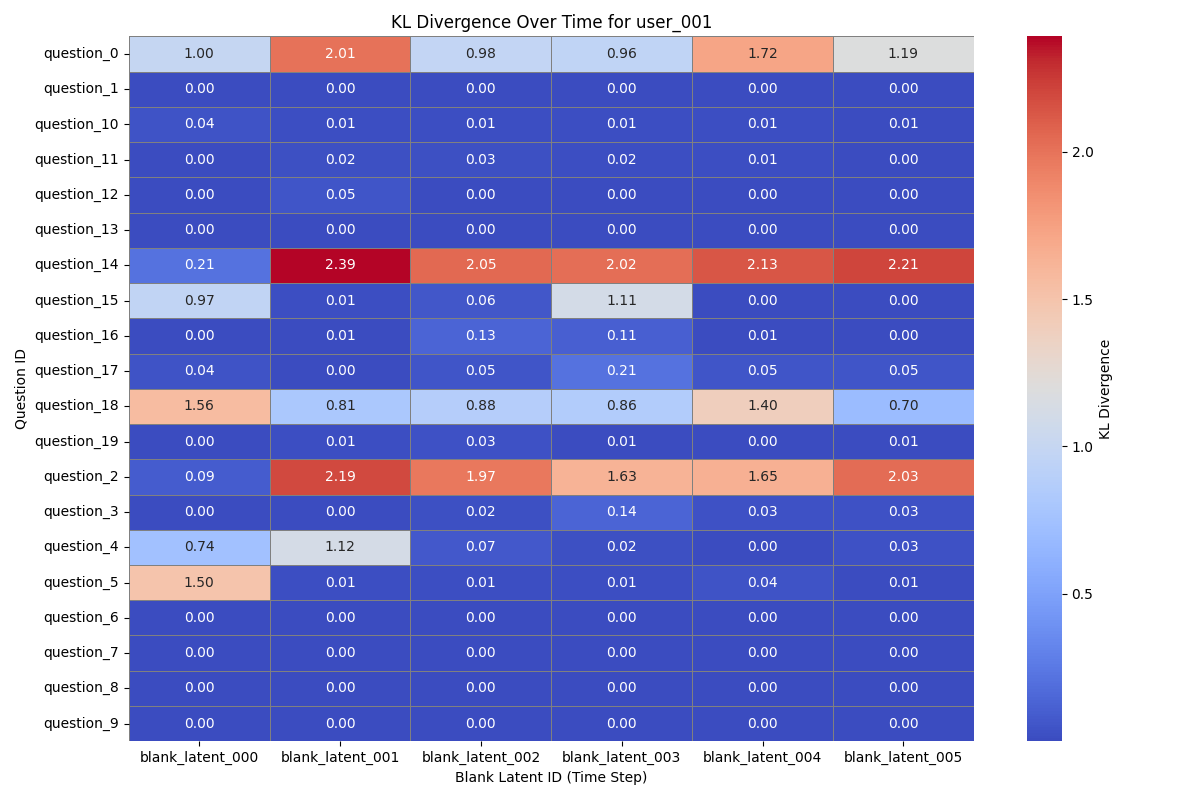 KL Divergence Over Time for user_001
question_0 1.00 2.01 0.98 0.96 1.72 1.19
question_1 0.00 0.00 0.00 0.00 0.00 0.00
question_10 0.04 0.01 0.01 0.01 0.01 0.01
question_11 0.00 0.02 0.03 0.02 0.01 0.00
question_12 0.00 0.05 0.00 0.00 0.00 0.00
question_13 0.00 0.00 0.00 0.00 0.00 0.00
question_14 0.21 2.39 2.05 2.02 2.13 2.21
question_15 0.97 0.01 0.06 1.11 0.00 0.00
question_16 0.00 0.01 0.13 0.11 0.01 0.00
question_17 0.04 0.00 0.05 0.21 0.05 0.05
question_18 1.56 0.81 0.88 0.86 1.40 0.70
question_19 0.00 0.01 0.03 0.01 0.00 0.01
question_2 0.09 2.19 1.97 1.63 1.65 2.03
question_3 0.00 0.00 0.02 0.14 0.03 0.03
question_4 0.74 1.12 0.07 0.02 0.00 0.03
question_5 1.50 0.01 0.01 0.01 0.04 0.01
question_6 0.00 0.00 0.00 0.00 0.00 0.00
question_7 0.00 0.00 0.00 0.00 0.00 0.00
question_8 0.00 0.00 0.00 0.00 0.00 0.00
question_9 0.00 0.00 0.00 0.00 0.00 0.00
blank_latent_000 blank_latent_001 blank_latent_002 blank_latent_003 blank_latent_004 blank_latent_005
Blank Latent ID (Time Step)
Question ID
2.0
1.5
1.0
0.5
KL Divergence